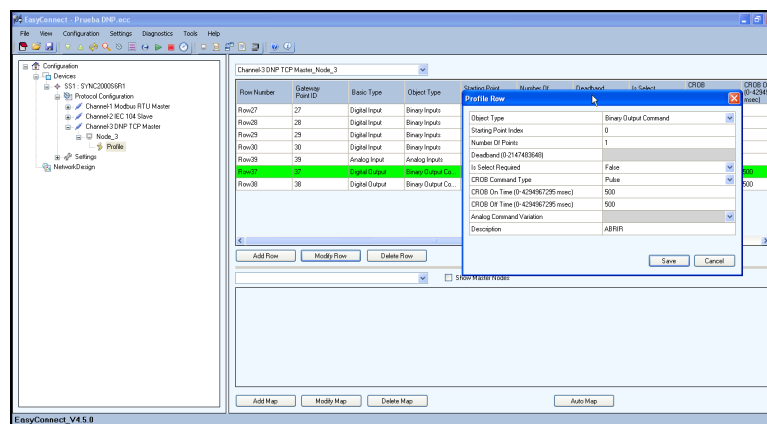 EasyConnect - Prueba DNP.ecc
File View Configuration Settings Diagnostics Tools Help
Configuration
Devices
SS1 : SYNC2000S6R1
Protocol Configuration
Channel-1 Modbus RTU Master
Channel-2 IEC 104 Slave
Channel-3 DNP TCP Master
Node_3
Profile
Settings
NetworkDesign
Channel-3 DNP TCP Master_Node_3
Row Number Gateway Point ID Basic Type Object Type Starting Point Number Of Deadband Is Select CROB
Row27 27 Digital Input Binary Inputs
Row28 28 Digital Input Binary Inputs
Row29 29 Digital Input Binary Inputs
Row30 30 Digital Input Binary Inputs
Row39 39 Analog Input Analog Inputs
Row37 37 Digital Output Binary Output Co... 500
Row38 38 Digital Output Binary Output Co... 500
Profile Row
Object Type Binary Output Command
Starting Point Index 0
Number Of Points 1
Deadband (0-2147483648)
Is Select Required False
CROB Command Type Pulse
CROB On Time (0-4294967295 msec) 500
CROB Off Time (0-4294967295 msec) 500
Analog Command Variation
Description ABRIR
Save Cancel
Add Row Modify Row Delete Row
Show Master Nodes
Add Map Modify Map Delete Map Auto Map
EasyConnect_V4.5.0